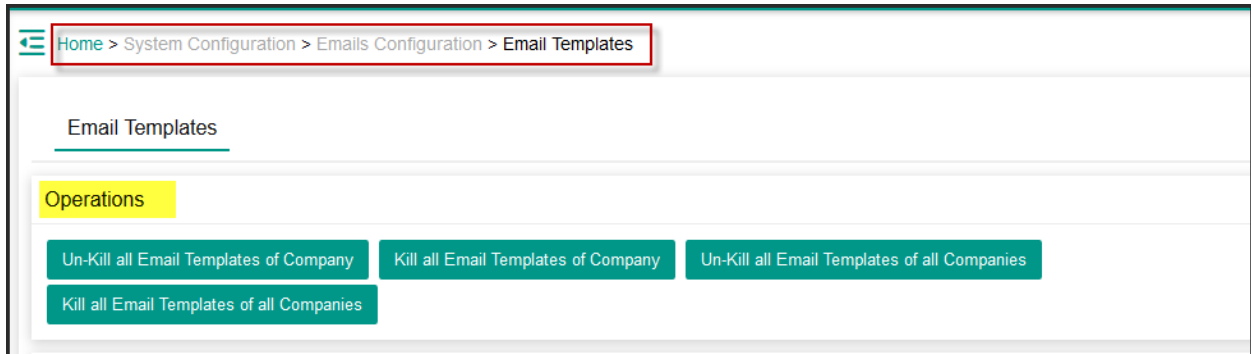 Home > System Configuration > Emails Configuration > Email Templates
Email Templates
Operations
Un-Kill all Email Templates of Company Kill all Email Templates of Company Un-Kill all Email Templates of all Companies
Kill all Email Templates of all Companies